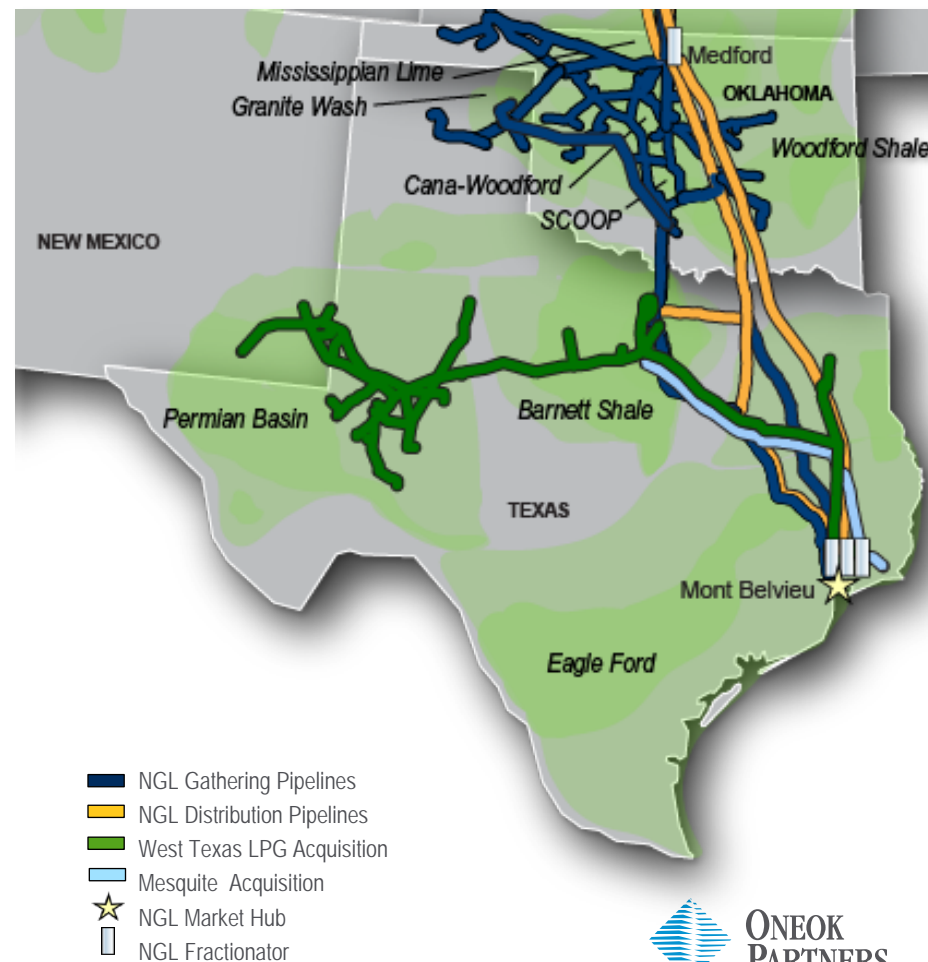 Medford
Mississippian Lime
OKLAHOMA
Granite Wash
Woodford Shale
Cana-Woodford
SCOOP
NEW MEXICO
Permian Basin
Barnett Shale
TEXAS
Mont Belvieu
Eagle Ford
NGL Gathering Pipelines
NGL Distribution Pipelines
West Texas LPG Acquisition
Mesquite Acquisition
NGL Market Hub
NGL Fractionator
ONEOK
PARTNERS